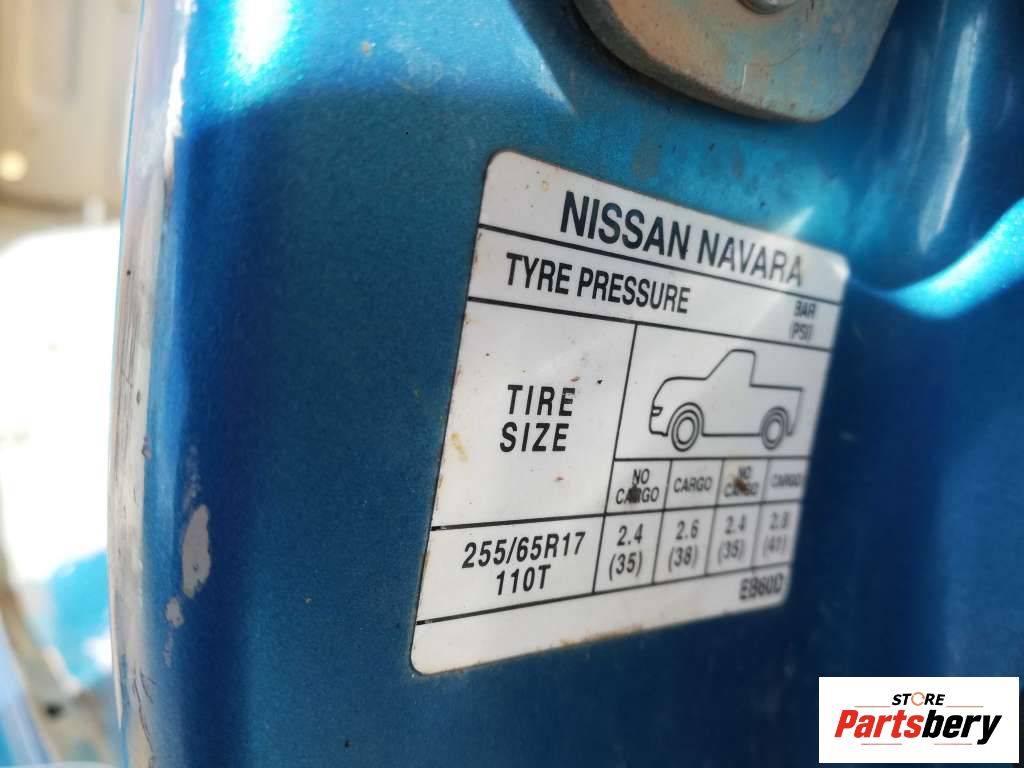 NISSAN NAVARA
TYRE PRESSURE
BAR
(PSI)
TIRE
SIZE
NO
CARGO
CARGO
NO
CARGO
CARGO
255/65R17
110T
2.4
(35)
2.6
(38)
2.4
(35)
2.8
(41)
EB60D
STORE
Partsbery